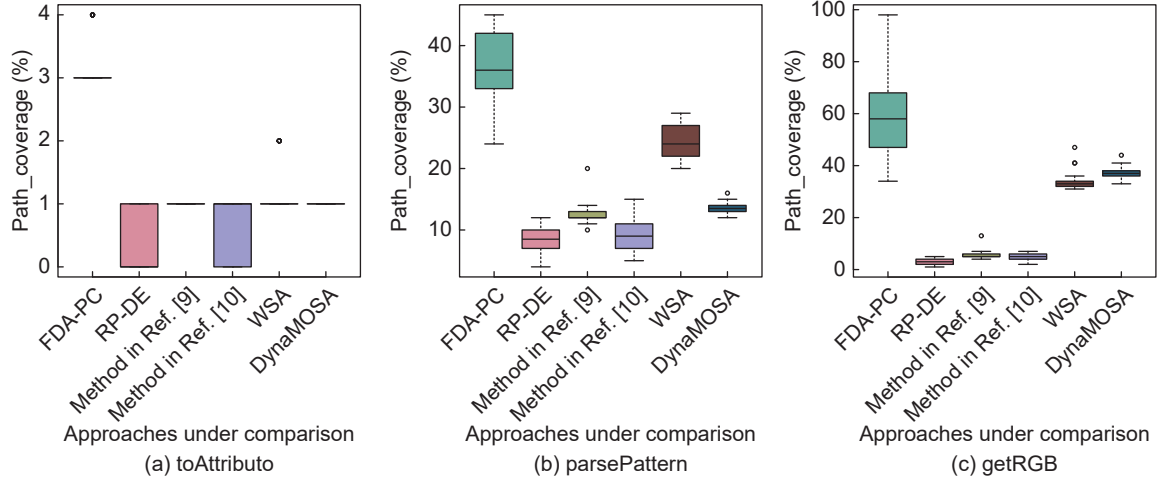 Path_coverage (%)
4
3
2
1
0
FDA-PC
RP-DE
Method in Ref. [9]
Method in Ref. [10]
WSA
DynaMOSA
Approaches under comparison
(a) toAttributo
Path_coverage (%)
40
30
20
10
FDA-PC
RP-DE
Method in Ref. [9]
Method in Ref. [10]
WSA
DynaMOSA
Approaches under comparison
(b) parsePattern
Path_coverage (%)
100
80
60
40
20
0
FDA-PC
RP-DE
Method in Ref. [9]
Method in Ref. [10]
WSA
DynaMOSA
Approaches under comparison
(c) getRGB